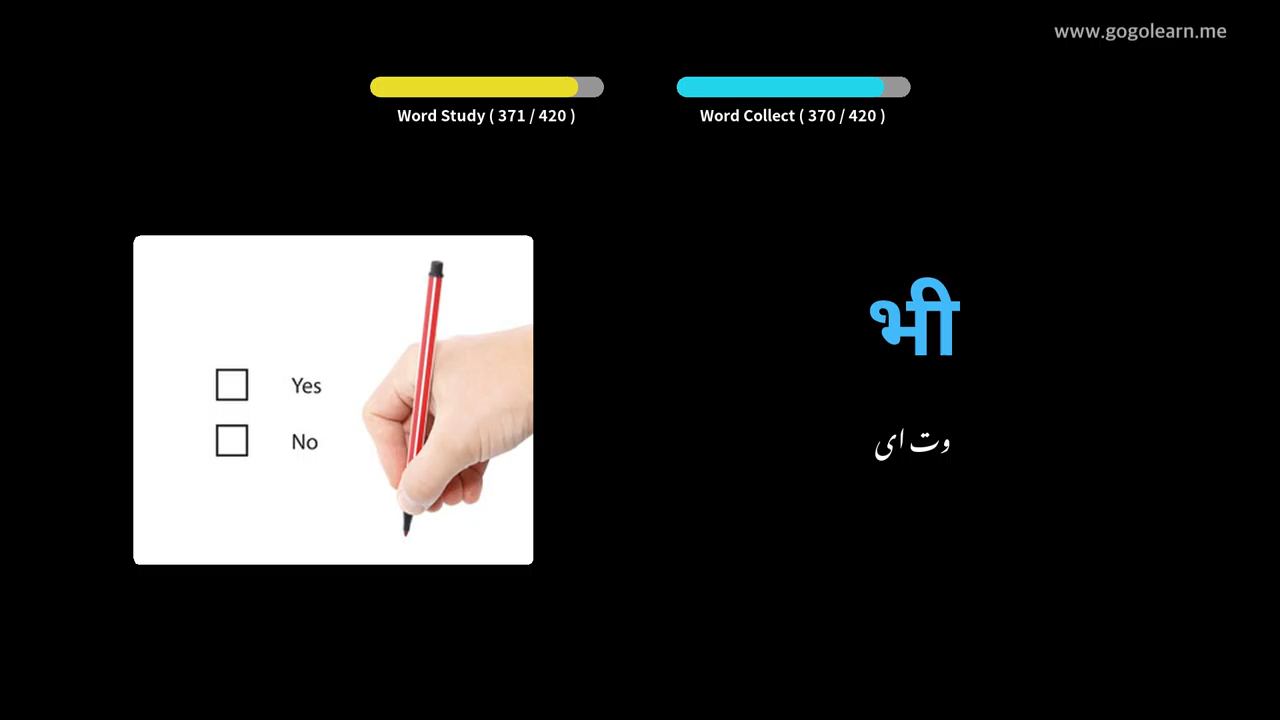 www.gogolearn.me
Word Study ( 371 / 420 )
Word Collect ( 370 / 420 )
Yes
No
भी
وت ای